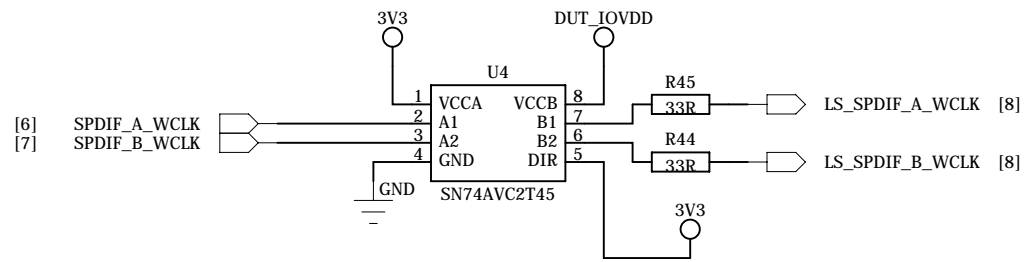 3V3
DUT_IOVDD
U4
R45
1 VCCA VCCB 8
33R
LS_SPDIF_A_WCLK [8]
[6] SPDIF_A_WCLK
2 A1 B1 7
[7] SPDIF_B_WCLK
3 A2 B2 6
R44
4 GND DIR 5
33R
LS_SPDIF_B_WCLK [8]
GND
SN74AVC2T45
3V3